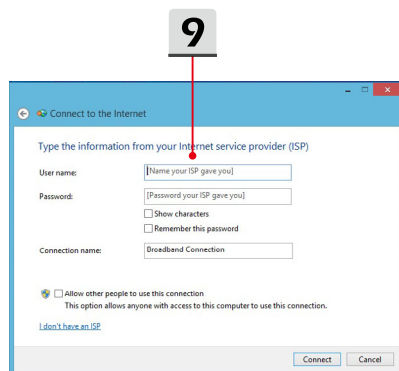 9
Connect to the Internet
Type the information from your Internet service provider (ISP)
User name: [Name your ISP gave you]
Password: [Password your ISP gave you]
Show characters
Remember this password
Connection name: Broadband Connection
Allow other people to use this connection
This option allows anyone with access to this computer to use this connection.
I don't have an ISP
Connect Cancel